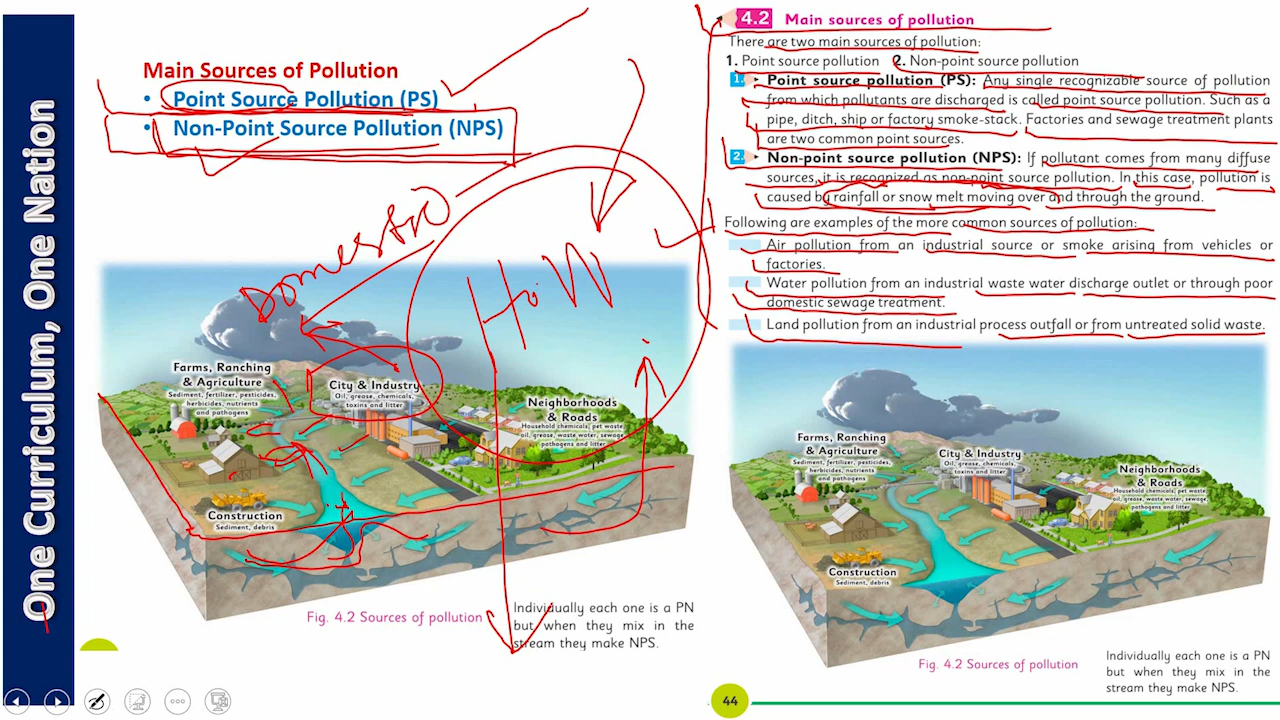 One Curriculum, One Nation
Main Sources of Pollution
• Point Source Pollution (PS)
• Non-Point Source Pollution (NPS)
Domestic
H.W
Farms, Ranching
& Agriculture
Sediment, fertilizer, pesticides,
herbicides, nutrients
and pathogens
City & Industry
Oil, grease, chemicals,
toxins and litter
Neighborhoods
& Roads
Household chemicals, pet waste
oil, grease, waste water, sewage
pathogens and litter
Construction
Sediment, debris
Fig. 4.2 Sources of pollution
Individually each one is a PN
but when they mix in the
stream they make NPS.
4.2 Main sources of pollution
There are two main sources of pollution:
1. Point source pollution 2. Non-point source pollution
1. Point source pollution (PS): Any single recognizable source of pollution
from which pollutants are discharged is called point source pollution. Such as a
pipe, ditch, ship or factory smoke-stack. Factories and sewage treatment plants
are two common point sources.
2. Non-point source pollution (NPS): If pollutant comes from many diffuse
sources, it is recognized as non-point source pollution. In this case, pollution is
caused by rainfall or snow melt moving over and through the ground.
Following are examples of the more common sources of pollution:
Air pollution from an industrial source or smoke arising from vehicles or
factories.
Water pollution from an industrial waste water discharge outlet or through poor
domestic sewage treatment.
Land pollution from an industrial process outfall or from untreated solid waste.
Farms, Ranching
& Agriculture
Sediment, fertilizer, pesticides,
herbicides, nutrients
and pathogens
City & Industry
Oil, grease, chemicals,
toxins and litter
Neighborhoods
& Roads
Household chemicals, pet waste
oil, grease, waste water, sewage,
pathogens and litter
Construction
Sediment, debris
Fig. 4.2 Sources of pollution
Individually each one is a PN
but when they mix in the
stream they make NPS.
44